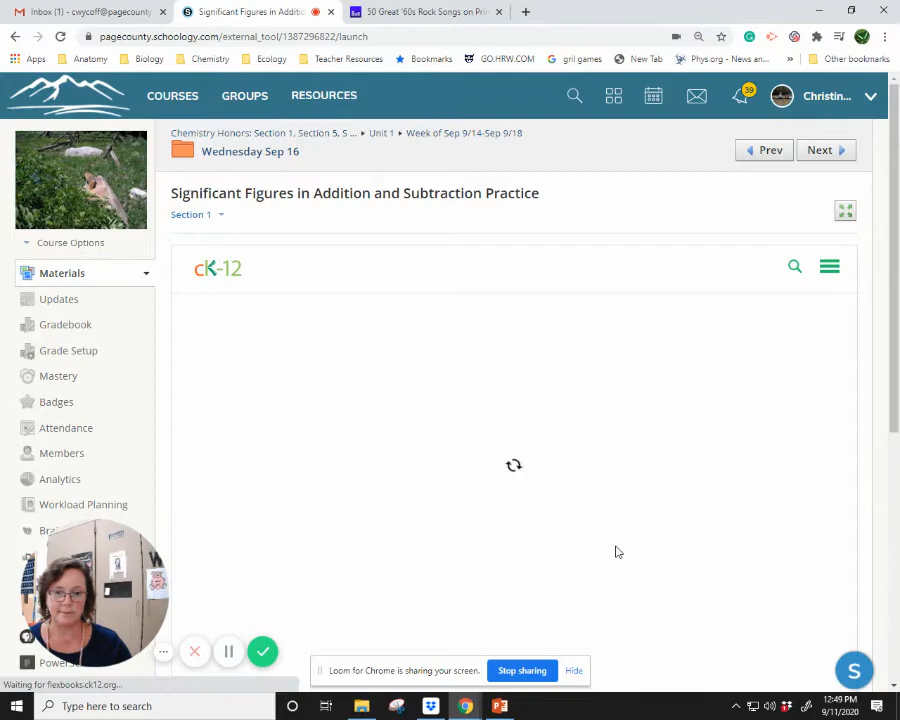 Inbox (1) - cwycoff@pagecounty
Significant Figures in Additio
50 Great '60s Rock Songs on Prin
pagecounty.schoology.com/external_tool/1387296822/launch
Apps
Anatomy
Biology
Chemistry
Ecology
Teacher Resources
Bookmarks
GO.HRW.COM
gril games
New Tab
Phys.org - News an...
»
Other bookmarks
COURSES
GROUPS
RESOURCES
39
Christin...
Chemistry Honors: Section 1, Section 5, S ...
Unit 1
Week of Sep 9/14-Sep 9/18
Wednesday Sep 16
Prev
Next
Significant Figures in Addition and Subtraction Practice
Section 1
cK-12
Course Options
Materials
Updates
Gradebook
Grade Setup
Mastery
Badges
Attendance
Members
Analytics
Workload Planning
Loom for Chrome is sharing your screen.
Stop sharing
Hide
S
Waiting for flexbooks.ck12.org...
Type here to search
12:49 PM
9/11/2020